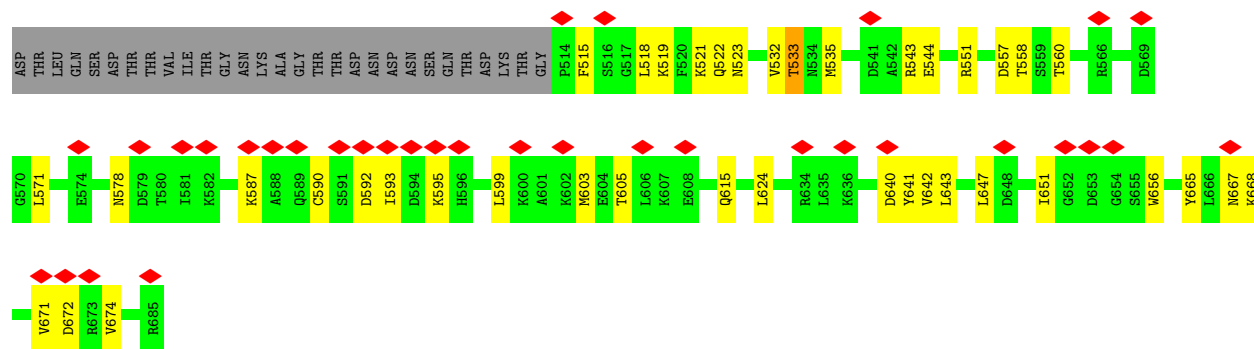 ASP THR LEU GLN SER ASP THR THR VAL ILE THR GLY ASN LYS ALA GLY THR THR ASP ASN ASP ASN SER GLN THR ASP LYS THR GLY P514 F515 S516 G517 L518 K519 F520 K521 Q522 N523 V532 T533 N534 M535 D541 A542 R543 E544 R551 D557 T558 S559 T560 R566 D569
G570 L571 E574 N578 D579 T580 I581 K582 K587 A588 Q589 C590 S591 D592 I593 D594 K595 H596 L599 K600 A601 K602 M603 E604 T605 L606 K607 E608 Q615 L624 R634 L635 K636 D640 Y641 V642 L643 L647 D648 I651 G652 D653 G654 S655 W656 Y665 L666 N667 K668
V671 D672 R673 V674 R685